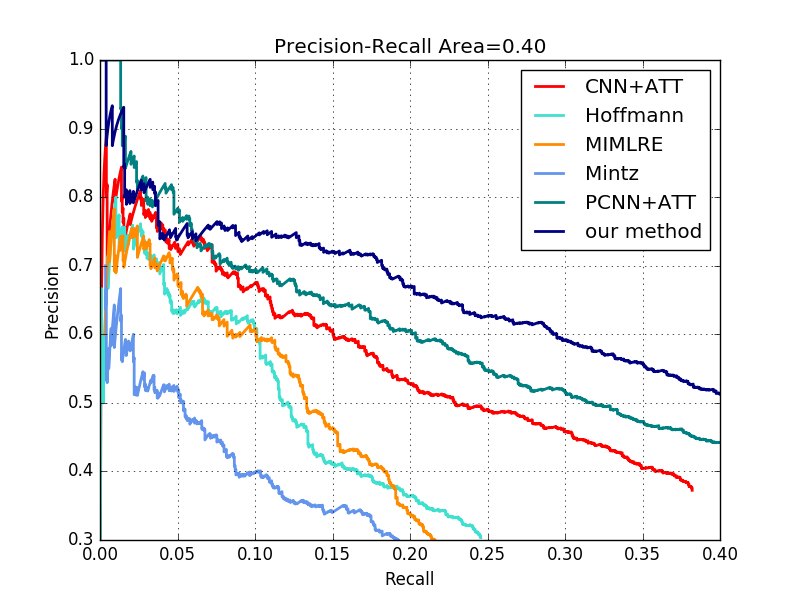 Precision-Recall Area=0.40
1.0
0.9
0.8
0.7
0.6
0.5
0.4
0.3
Precision
CNN+ATT
Hoffmann
MIMLRE
Mintz
PCNN+ATT
our method
0.00 0.05 0.10 0.15 0.20 0.25 0.30 0.35 0.40
Recall